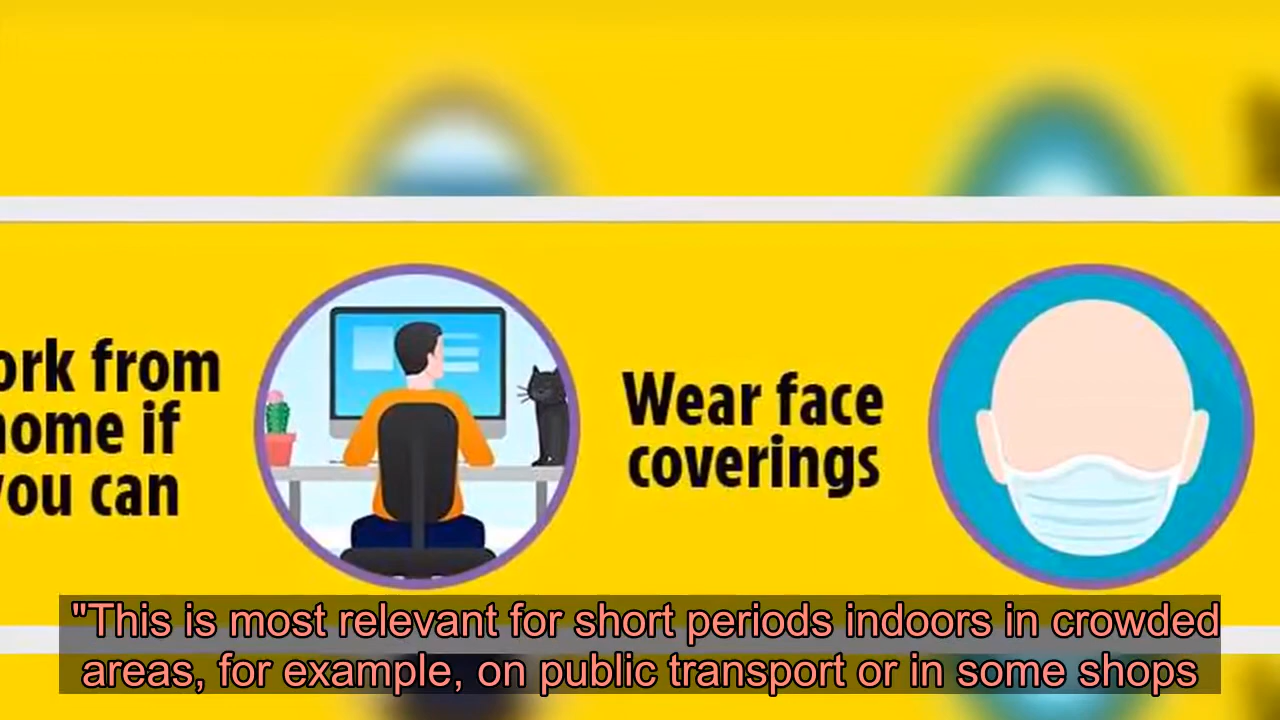 ork from
home if
you can
Wear face
coverings
"This is most relevant for short periods indoors in crowded
areas, for example, on public transport or in some shops